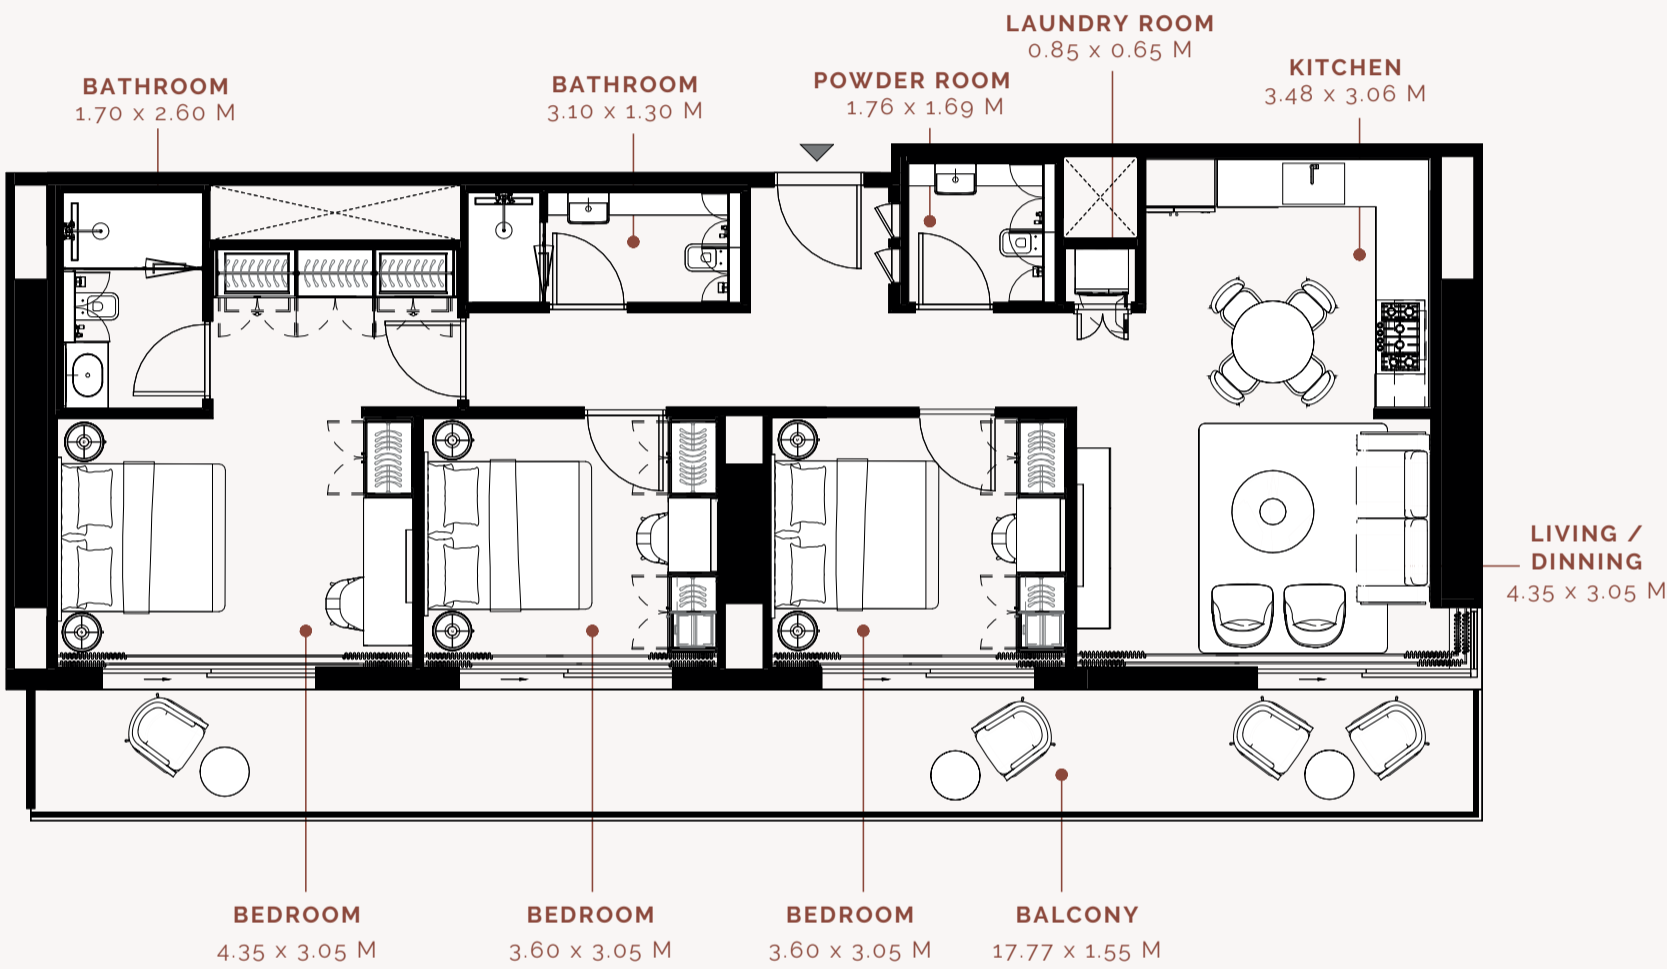 LAUNDRY ROOM
0.85 x 0.65 M
BATHROOM
1.70 x 2.60 M
BATHROOM
3.10 x 1.30 M
POWDER ROOM
1.76 x 1.69 M
KITCHEN
3.48 x 3.06 M
LIVING /
DINNING
4.35 x 3.05 M
BEDROOM
4.35 x 3.05 M
BEDROOM
3.60 x 3.05 M
BEDROOM
3.60 x 3.05 M
BALCONY
17.77 x 1.55 M